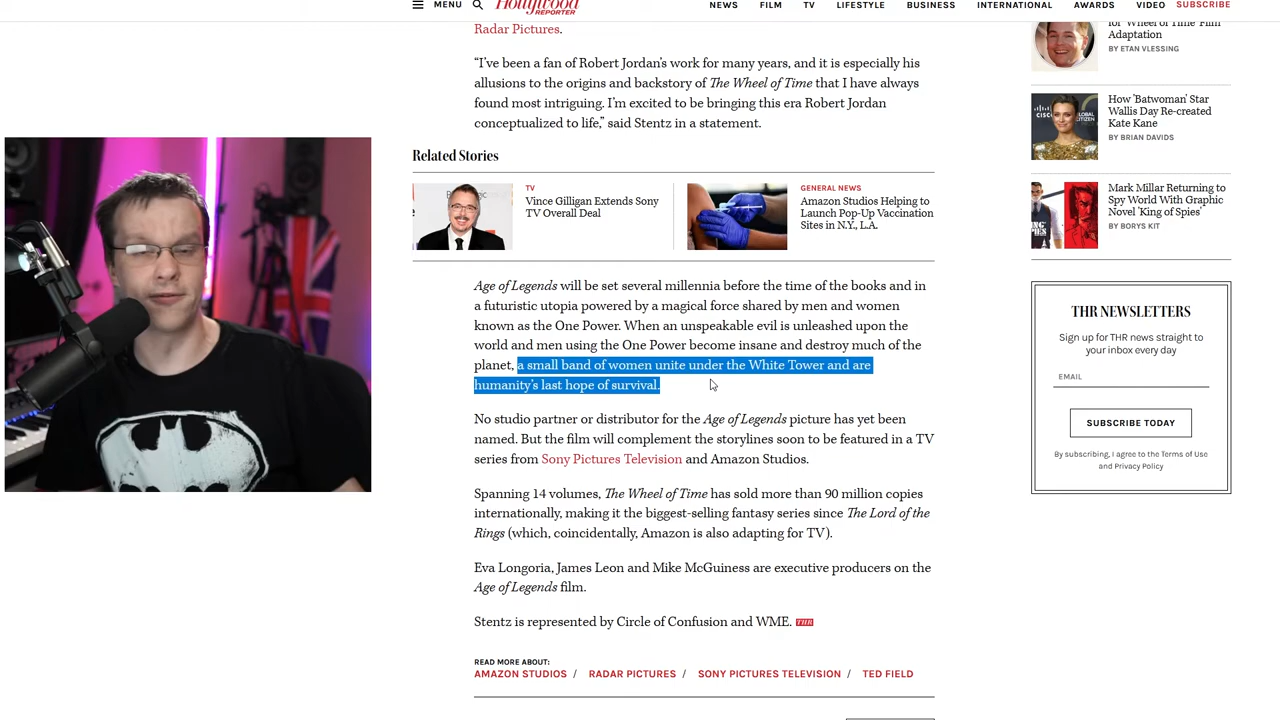 MENU
Hollywood
REPORTER
NEWS FILM TV LIFESTYLE BUSINESS INTERNATIONAL AWARDS VIDEO SUBSCRIBE
Radar Pictures.
“I’ve been a fan of Robert Jordan’s work for many years, and it is especially his
allusions to the origins and backstory of The Wheel of Time that I have always
found most intriguing. I’m excited to be bringing this era Robert Jordan
conceptualized to life,” said Stentz in a statement.
Related Stories
TV
Vince Gilligan Extends Sony
TV Overall Deal
GENERAL NEWS
Amazon Studios Helping to
Launch Pop-Up Vaccination
Sites in N.Y., L.A.
Age of Legends will be set several millennia before the time of the books and in
a futuristic utopia powered by a magical force shared by men and women
known as the One Power. When an unspeakable evil is unleashed upon the
world and men using the One Power become insane and destroy much of the
planet, a small band of women unite under the White Tower and are
humanity’s last hope of survival.
No studio partner or distributor for the Age of Legends picture has yet been
named. But the film will complement the storylines soon to be featured in a TV
series from Sony Pictures Television and Amazon Studios.
Spanning 14 volumes, The Wheel of Time has sold more than 90 million copies
internationally, making it the biggest-selling fantasy series since The Lord of the
Rings (which, coincidentally, Amazon is also adapting for TV).
Eva Longoria, James Leon and Mike McGuiness are executive producers on the
Age of Legends film.
Stentz is represented by Circle of Confusion and WME. THR
READ MORE ABOUT:
AMAZON STUDIOS / RADAR PICTURES / SONY PICTURES TELEVISION / TED FIELD
for ‘Wheel of Time’ Film
Adaptation
BY ETAN VLESSING
How ‘Batwoman’ Star
Wallis Day Re-created
Kate Kane
BY BRIAN DAVIDS
Mark Millar Returning to
Spy World With Graphic
Novel ‘King of Spies’
BY BORYS KIT
THR NEWSLETTERS
Sign up for THR news straight to
your inbox every day
EMAIL
SUBSCRIBE TODAY
By subscribing, I agree to the Terms of Use
and Privacy Policy